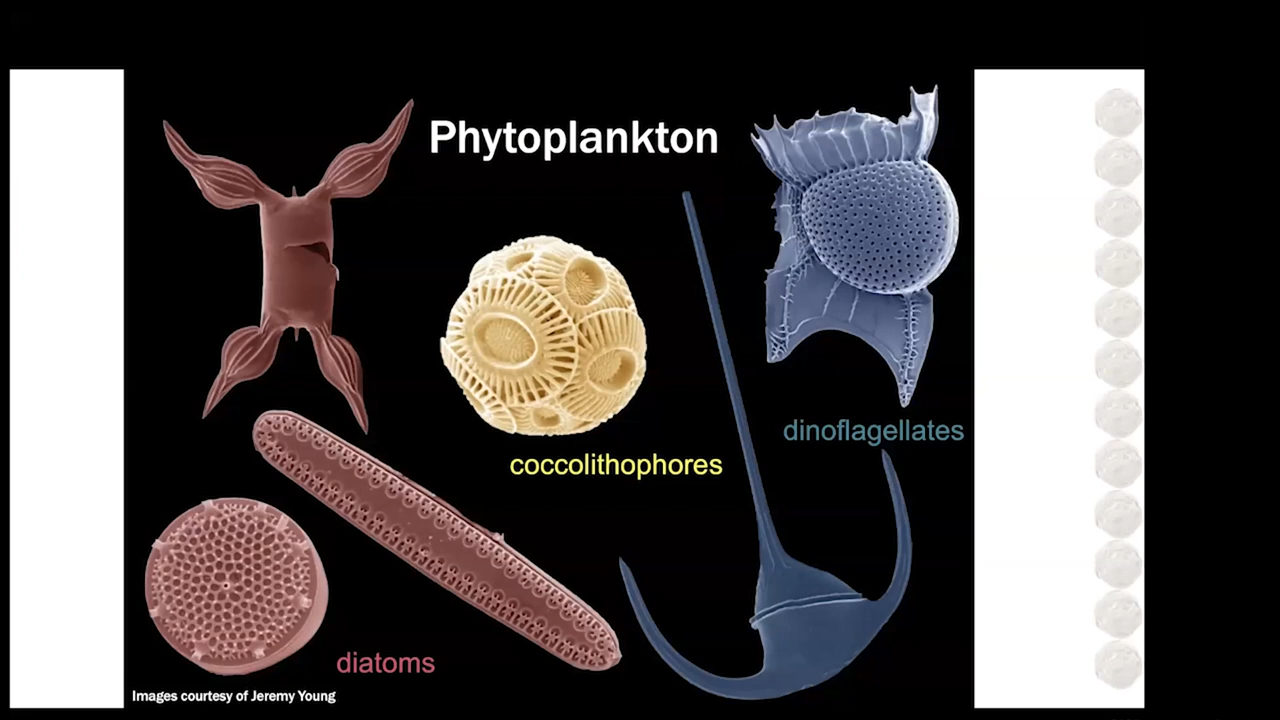 Phytoplankton
dinoflagellates
coccolithophores
diatoms
Images courtesy of Jeremy Young